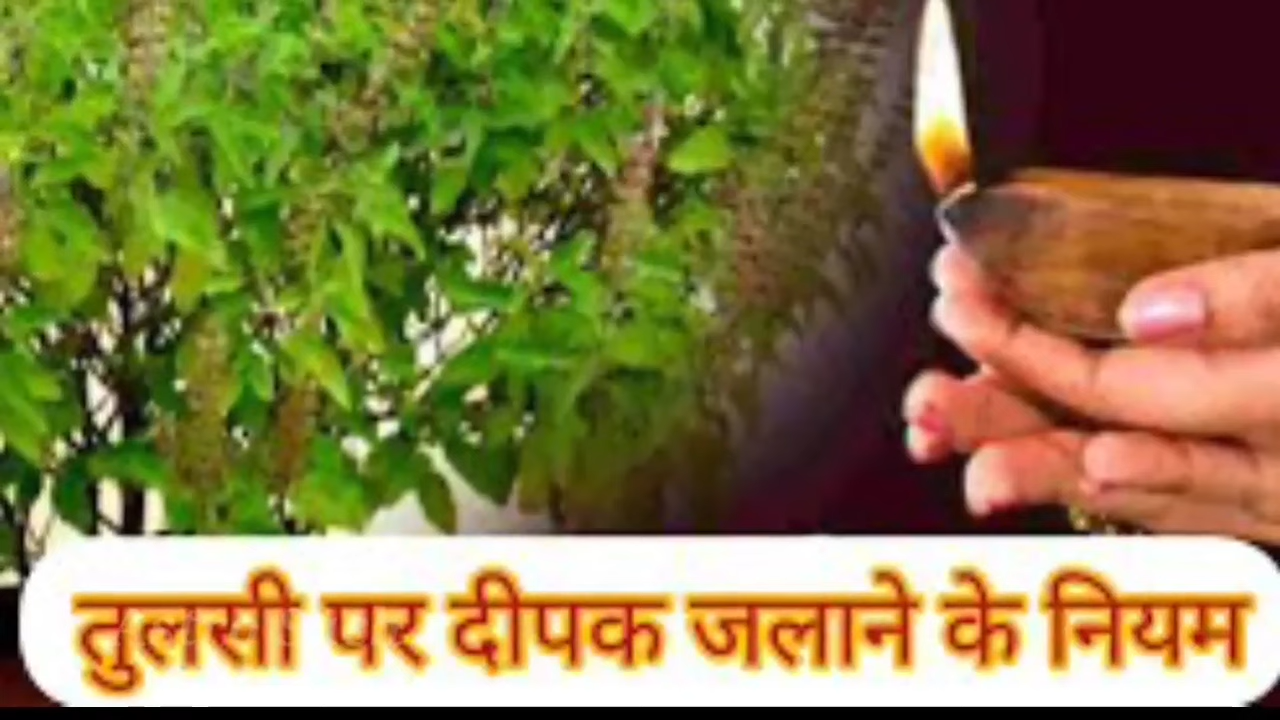 तुलसी पर दीपक जलाने के नियम